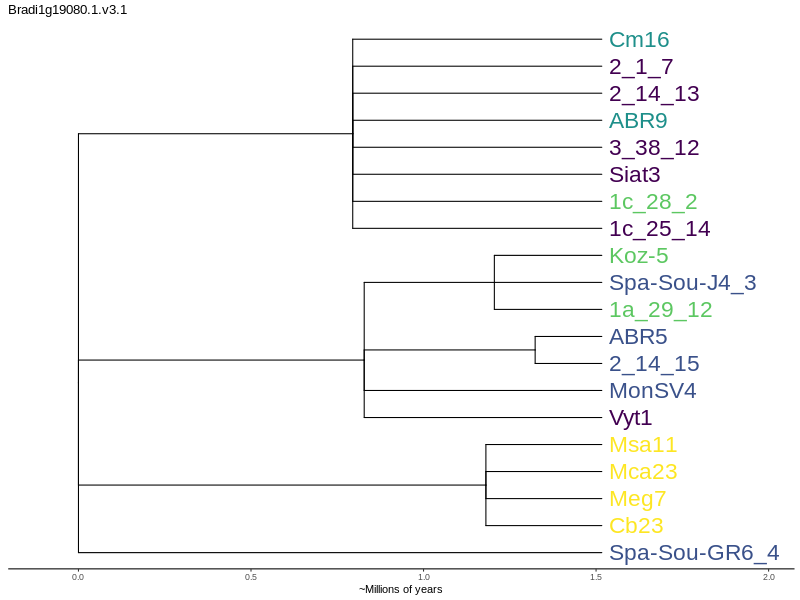 Bradi1g19080.1.v3.1
Cm16
2_1_7
2_14_13
ABR9
3_38_12
Siat3
1c_28_2
1c_25_14
Koz-5
Spa-Sou-J4_3
1a_29_12
ABR5
2_14_15
MonSV4
Vyt1
Msa11
Mca23
Meg7
Cb23
Spa-Sou-GR6_4
0.0 0.5 1.0 1.5 2.0
~Millions of years